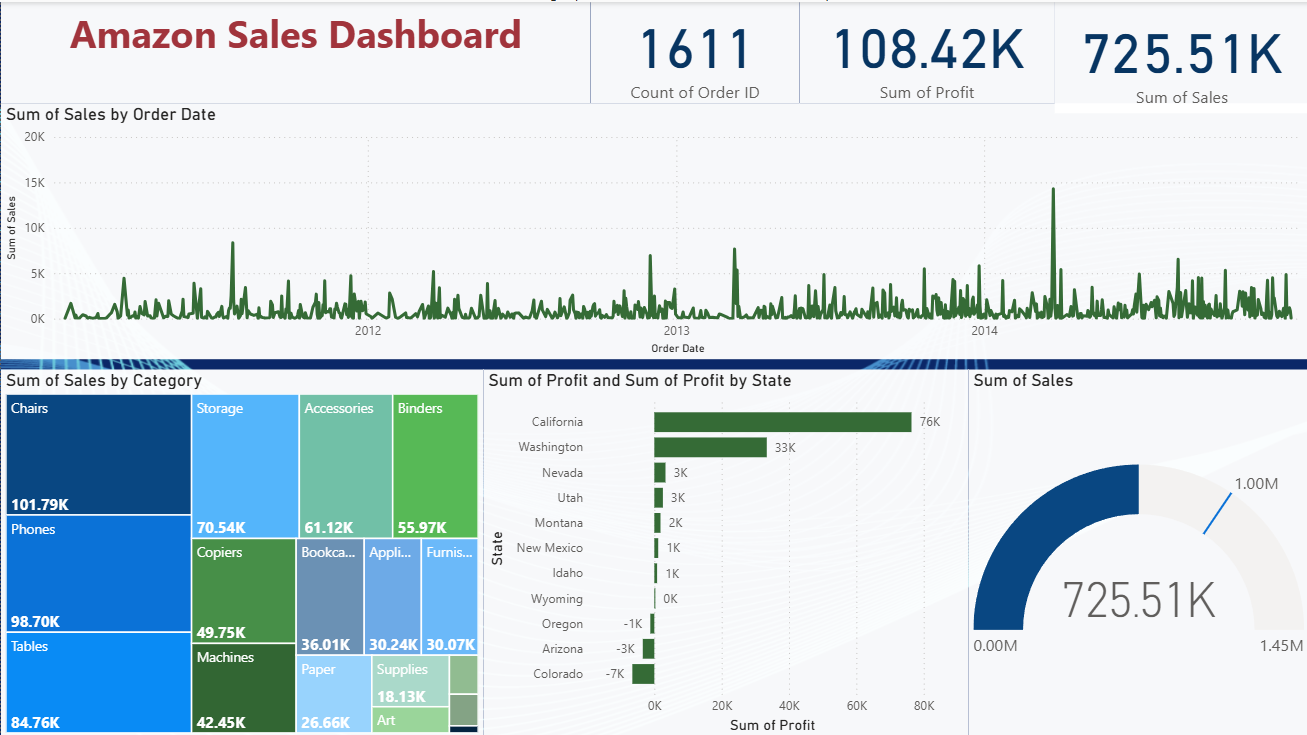 Amazon Sales Dashboard
1611
Count of Order ID
108.42K
Sum of Profit
725.51K
Sum of Sales
Sum of Sales by Order Date
Sum of Sales
20K
15K
10K
5K
0K
2012
2013
2014
Order Date
Sum of Sales by Category
Chairs
101.79K
Phones
98.70K
Tables
84.76K
Storage
70.54K
Accessories
61.12K
Binders
55.97K
Copiers
49.75K
Machines
42.45K
Bookca...
36.01K
Appli...
30.24K
Furnis...
30.07K
Paper
26.66K
Supplies
18.13K
Art
Sum of Profit and Sum of Profit by State
State
California 76K
Washington 33K
Nevada 3K
Utah 3K
Montana 2K
New Mexico 1K
Idaho 1K
Wyoming 0K
Oregon -1K
Arizona -3K
Colorado -7K
0K 20K 40K 60K 80K
Sum of Profit
Sum of Sales
1.00M
725.51K
0.00M
1.45M